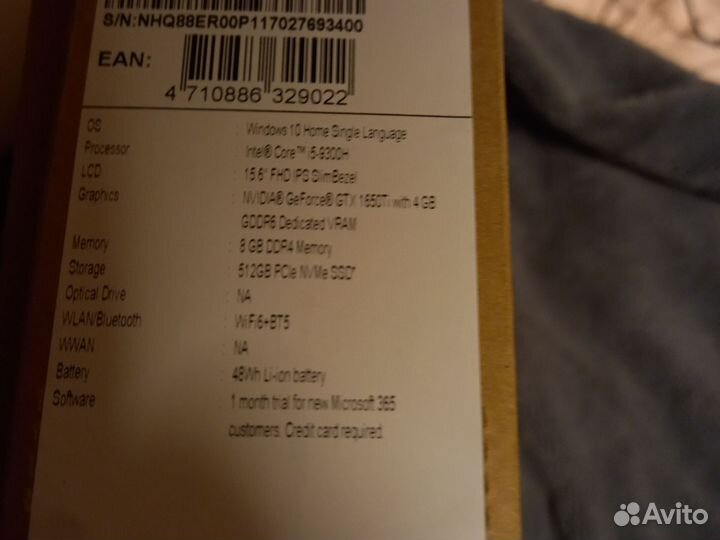 S/N:NHQ88ER00P117027693400
EAN:
4 710886 329022
OS : Windows 10 Home Single Language
Processor : Intel® Core™ i5-9300H
LCD : 15.6" FHD IPS SlimBezel
Graphics : NVIDIA® GeForce® GTX 1650Ti with 4 GB
GDDR6 Dedicated VRAM
Memory : 8 GB DDR4 Memory
Storage : 512GB PCIe NVMe SSD*
Optical Drive : NA
WLAN/Bluetooth : WiFi6+BT5
WWAN : NA
Battery : 48Wh Li-ion battery
Software : 1 month trial for new Microsoft 365
customers. Credit card required.
Avito